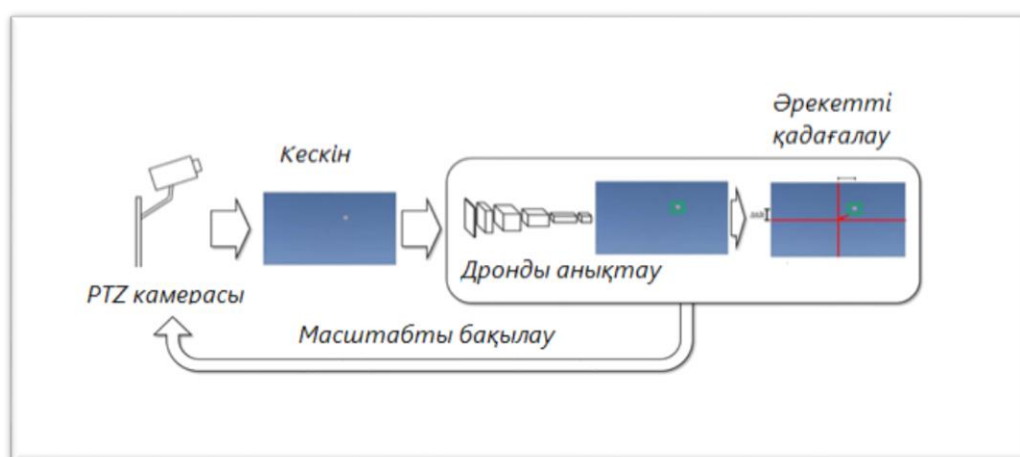 Әрекетті
қадағалау
Кескін
Дронды анықтау
PTZ камерасы
Масштабты бақылау